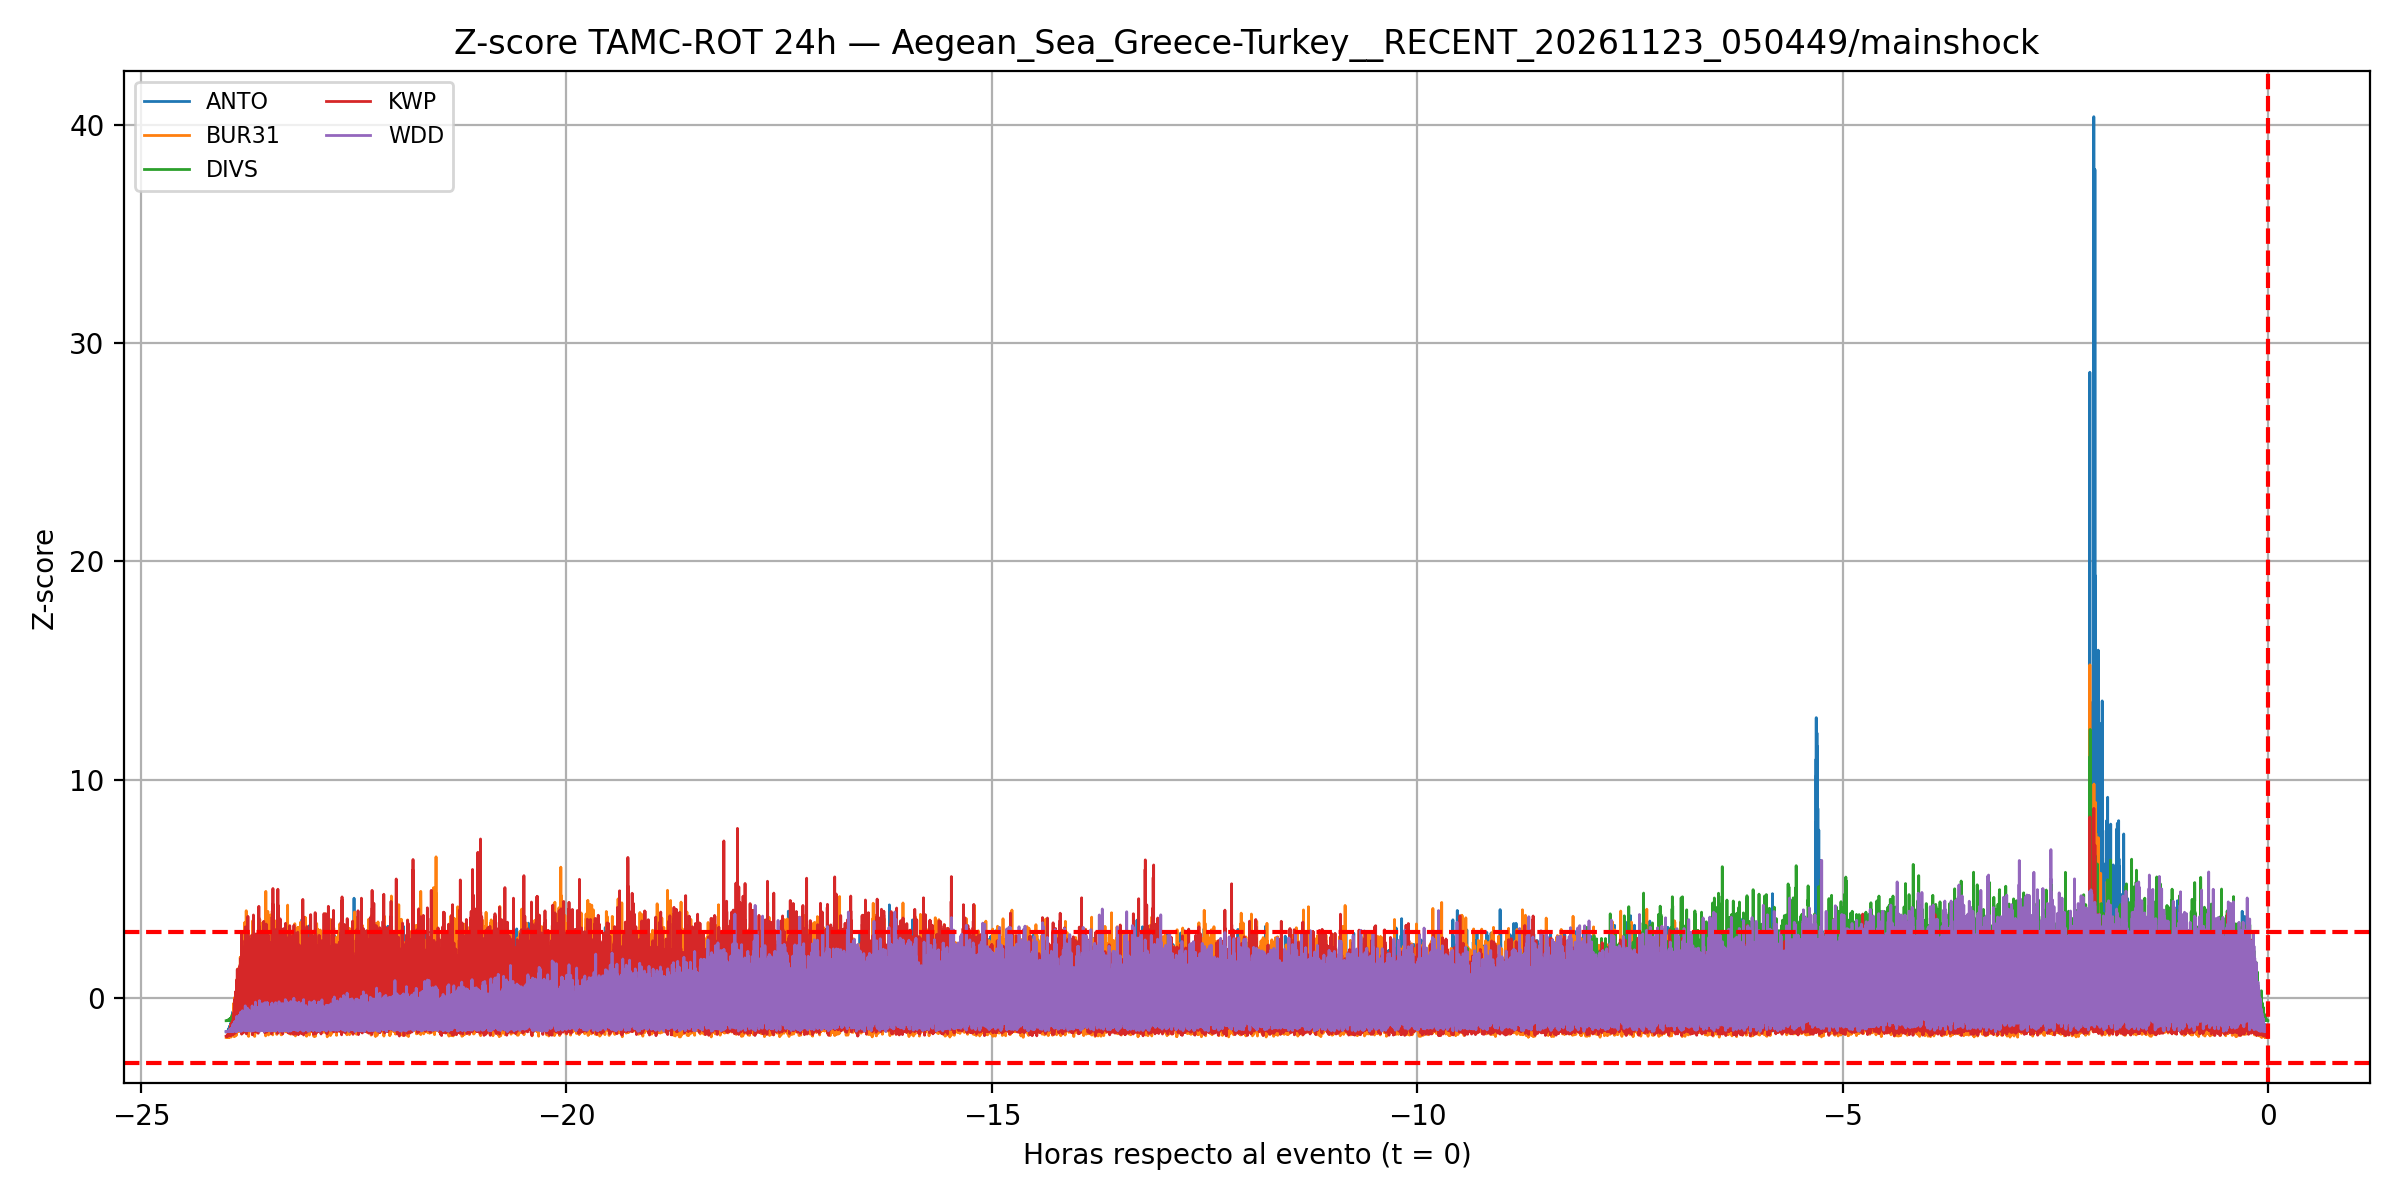 Z-score TAMC-ROT 24h — Aegean_Sea_Greece-Turkey__RECENT_20261123_050449/mainshock
ANTO
BUR31
DIVS
KWP
WDD
Z-score
40
30
20
10
0
−25
−20
−15
−10
−5
0
Horas respecto al evento (t = 0)